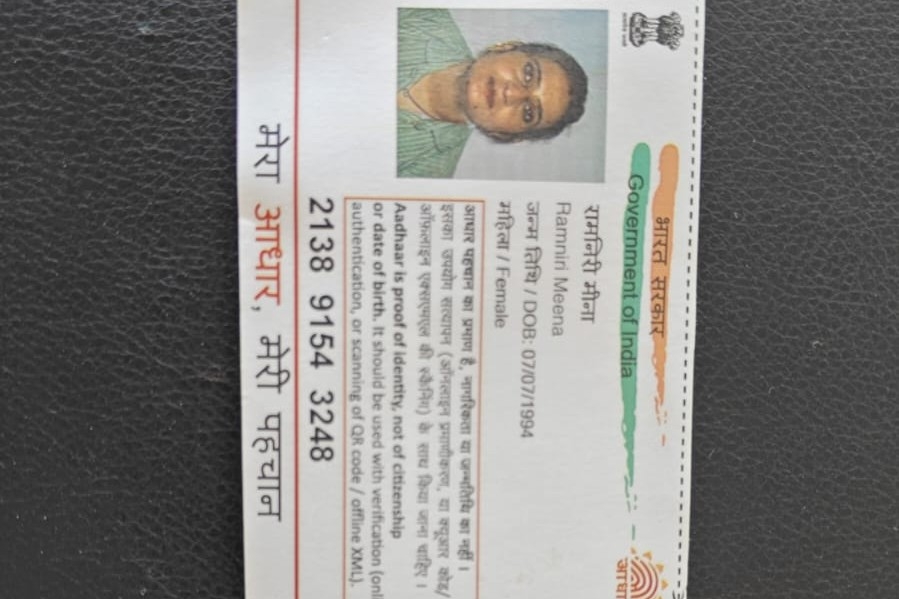 भारत सरकार
Government of India
रामनिरी मीना
Ramniri Meena
जन्म तिथि / DOB: 07/07/1994
महिला / Female
आधार पहचान का प्रमाण है, नागरिकता या जन्मतिथि का नहीं ।
इसका उपयोग सत्यापन (ऑनलाइन प्रमाणीकरण, या क्यूआर कोड/
ऑफ़लाइन एक्सएमएल की स्कैनिंग) के साथ किया जाना चाहिए ।
Aadhaar is proof of identity, not of citizenship
or date of birth. It should be used with verification (onli
authentication, or scanning of QR code / offline XML).
2138 9154 3248
मेरा आधार, मेरी पहचान